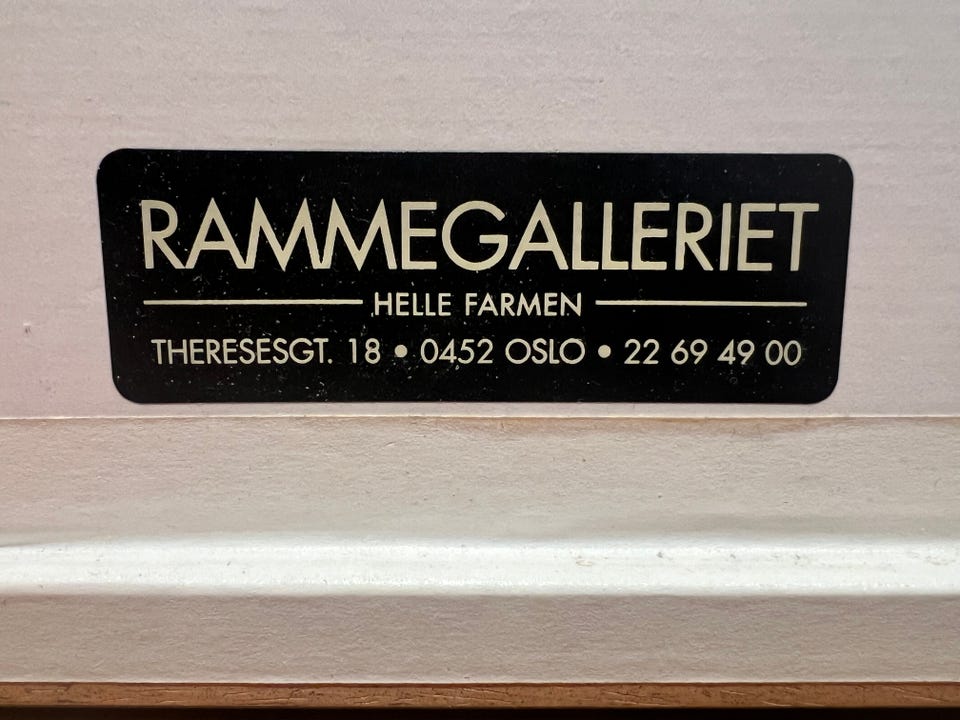 RAMMEGALLERIET
HELLE FARMEN
THERESESGT. 18 • 0452 OSLO • 22 69 49 00